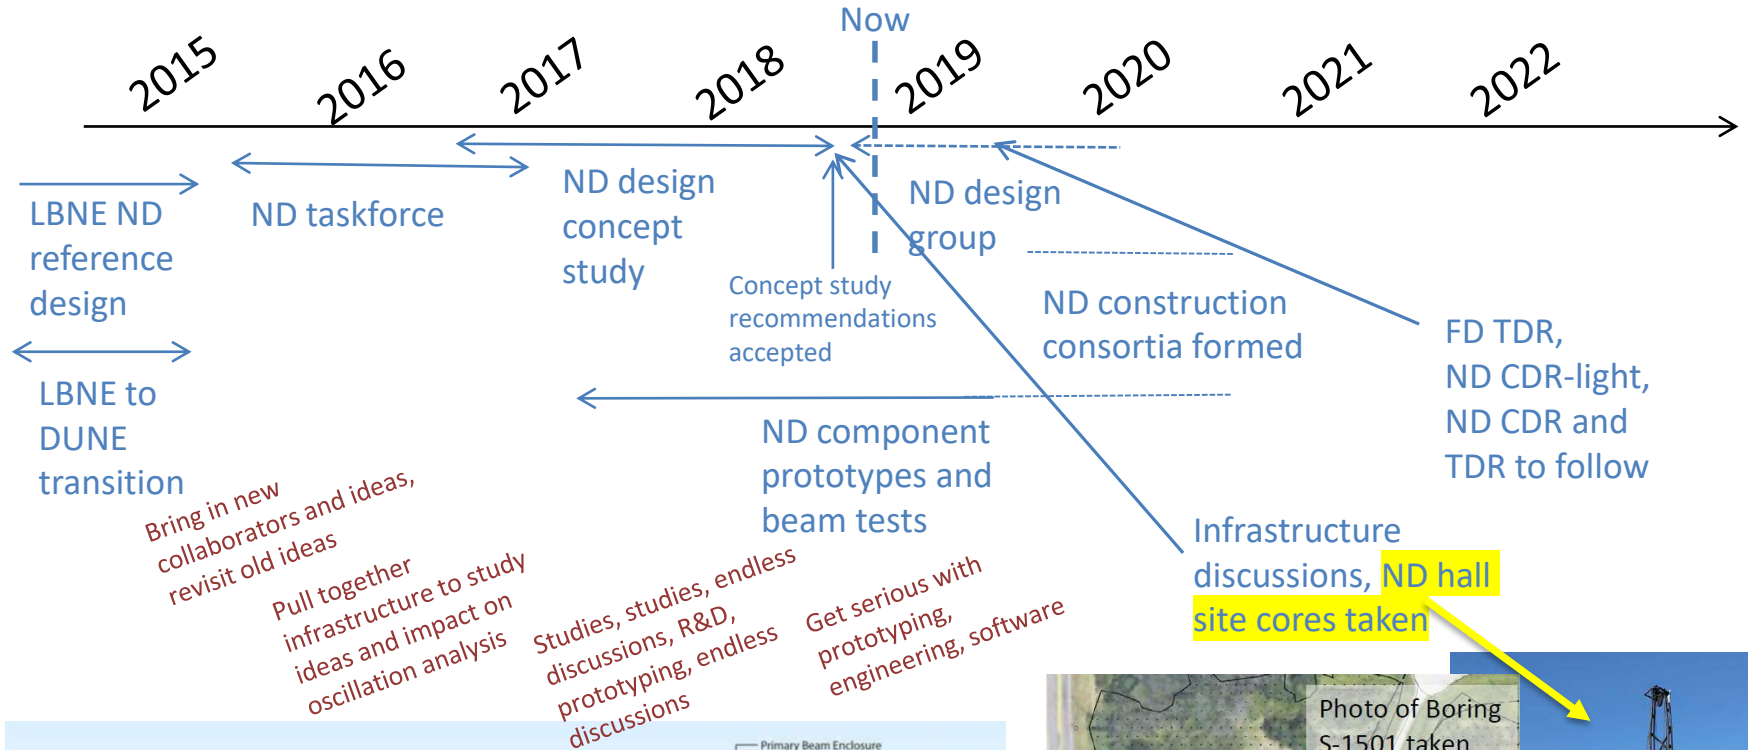 Now
2015
2016
2017
2018
2019
2020
2021
2022
LBNE ND
reference
design
ND taskforce
ND design
concept
study
ND design
group
Concept study
recommendations
accepted
ND construction
consortia formed
FD TDR,
ND CDR-light,
ND CDR and
TDR to follow
LBNE to
DUNE
transition
ND component
prototypes and
beam tests
Infrastructure
discussions, ND hall
site cores taken
Bring in new
collaborators and ideas,
revisit old ideas
Pull together
infrastructure to study
ideas and impact on
oscillation analysis
Studies, studies, endless
discussions, R&D,
prototyping, endless
discussions
Get serious with
prototyping,
engineering, software
Primary Beam Enclosure
Photo of Boring
S-1501 taken